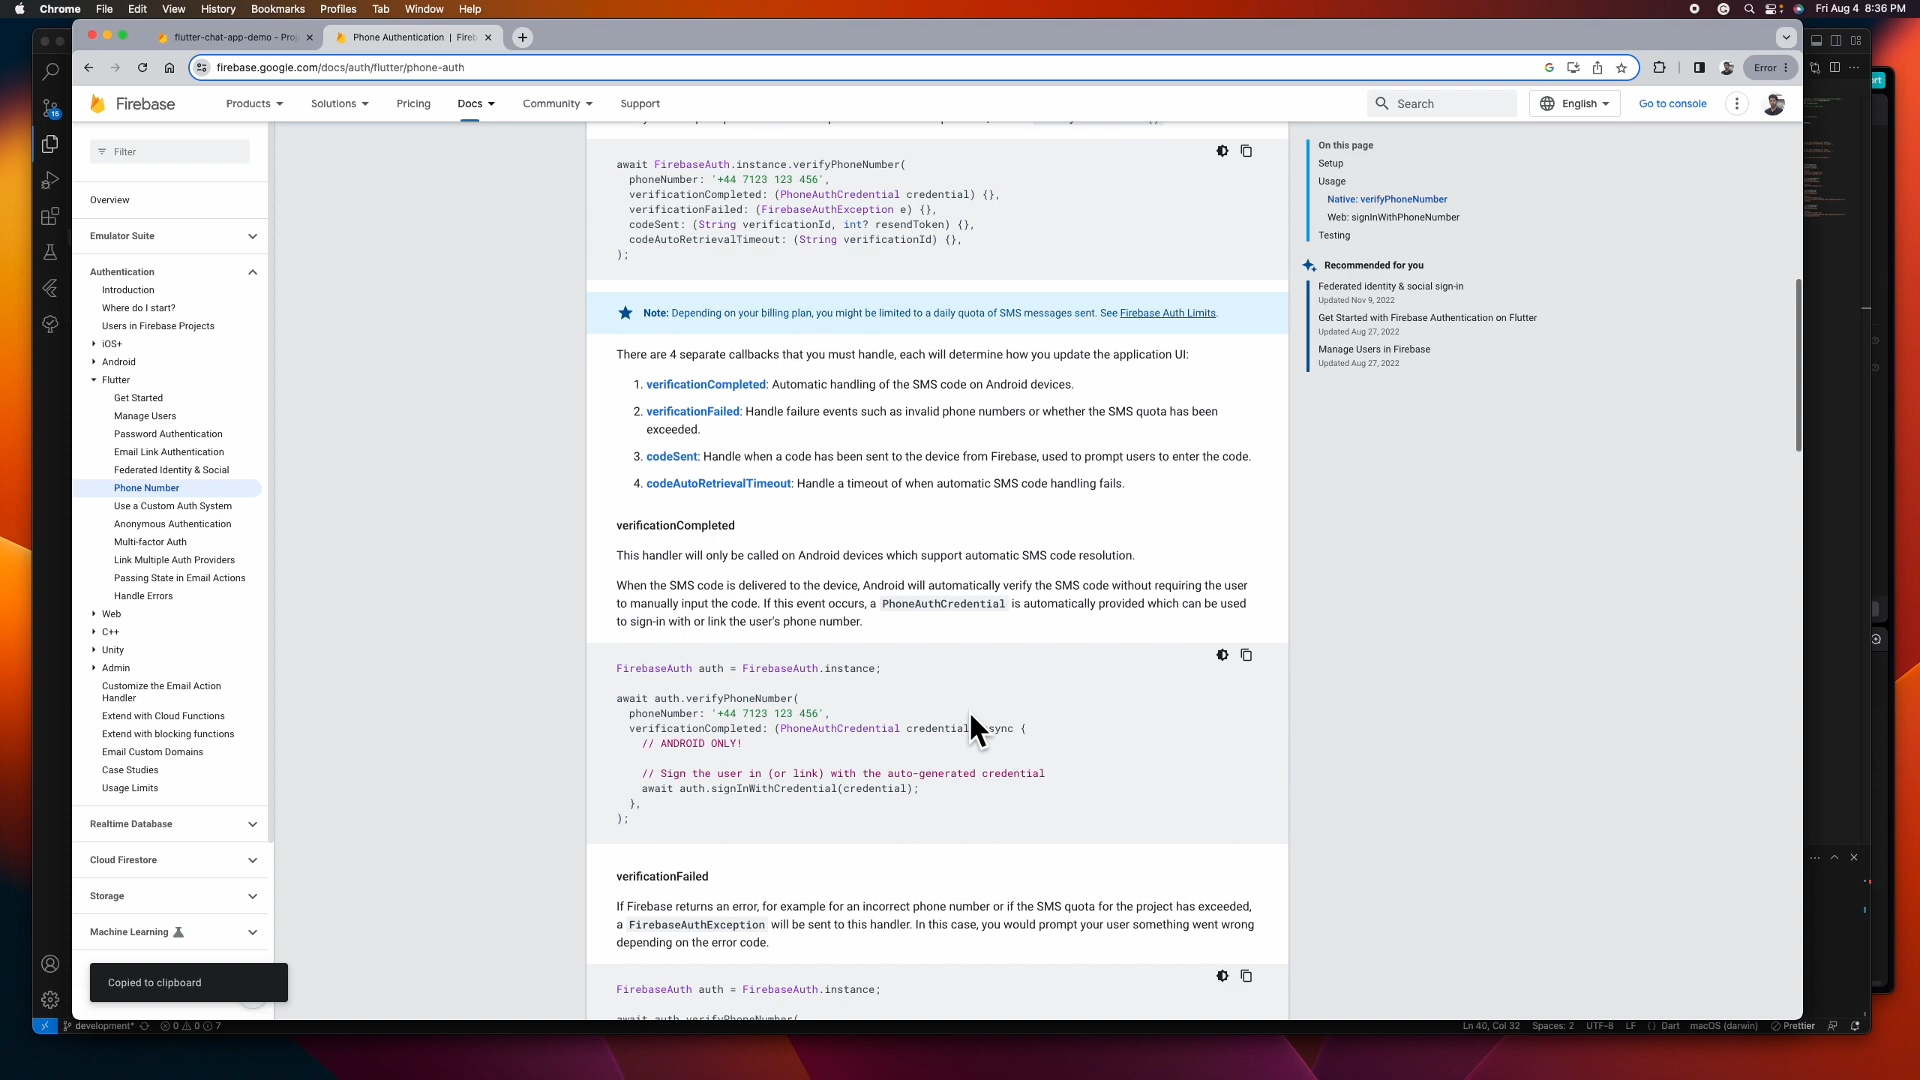 Chrome File Edit View History Bookmarks Profiles Tab Window Help
Fri Aug 4 8:36 PM
flutter-chat-app-demo - Proj
Phone Authentication | Fireb
firebase.google.com/docs/auth/flutter/phone-auth
Error
Firebase
Products
Solutions
Pricing
Docs
Community
Support
Search
English
Go to console
Filter
Overview
Emulator Suite
Authentication
Introduction
Where do I start?
Users in Firebase Projects
iOS+
Android
Flutter
Get Started
Manage Users
Password Authentication
Email Link Authentication
Federated Identity & Social
Phone Number
Use a Custom Auth System
Anonymous Authentication
Multi-factor Auth
Link Multiple Auth Providers
Passing State in Email Actions
Handle Errors
Web
C++
Unity
Admin
Customize the Email Action
Handler
Extend with Cloud Functions
Extend with blocking functions
Email Custom Domains
Case Studies
Usage Limits
Realtime Database
Cloud Firestore
Storage
Machine Learning
Copied to clipboard
await FirebaseAuth.instance.verifyPhoneNumber(
phoneNumber: '+44 7123 123 456',
verificationCompleted: (PhoneAuthCredential credential) {},
verificationFailed: (FirebaseAuthException e) {},
codeSent: (String verificationId, int? resendToken) {},
codeAutoRetrievalTimeout: (String verificationId) {},
);
Note: Depending on your billing plan, you might be limited to a daily quota of SMS messages sent. See Firebase Auth Limits.
There are 4 separate callbacks that you must handle, each will determine how you update the application UI:
1. verificationCompleted: Automatic handling of the SMS code on Android devices.
2. verificationFailed: Handle failure events such as invalid phone numbers or whether the SMS quota has been
exceeded.
3. codeSent: Handle when a code has been sent to the device from Firebase, used to prompt users to enter the code.
4. codeAutoRetrievalTimeout: Handle a timeout of when automatic SMS code handling fails.
verificationCompleted
This handler will only be called on Android devices which support automatic SMS code resolution.
When the SMS code is delivered to the device, Android will automatically verify the SMS code without requiring the user
to manually input the code. If this event occurs, a PhoneAuthCredential is automatically provided which can be used
to sign-in with or link the user's phone number.
FirebaseAuth auth = FirebaseAuth.instance;
await auth.verifyPhoneNumber(
phoneNumber: '+44 7123 123 456',
verificationCompleted: (PhoneAuthCredential credential sync {
// ANDROID ONLY!
// Sign the user in (or link) with the auto-generated credential
await auth.signInWithCredential(credential);
},
);
verificationFailed
If Firebase returns an error, for example for an incorrect phone number or if the SMS quota for the project has exceeded,
a FirebaseAuthException will be sent to this handler. In this case, you would prompt your user something went wrong
depending on the error code.
FirebaseAuth auth = FirebaseAuth.instance;
await auth.verifyPhoneNumber(
On this page
Setup
Usage
Native: verifyPhoneNumber
Web: signInWithPhoneNumber
Testing
Recommended for you
Federated identity & social sign-in
Updated Nov 9, 2022
Get Started with Firebase Authentication on Flutter
Updated Aug 27, 2022
Manage Users in Firebase
Updated Aug 27, 2022
15
development* 0 0 7
Ln 40, Col 32 Spaces: 2 UTF-8 LF {} Dart macOS (darwin) Prettier